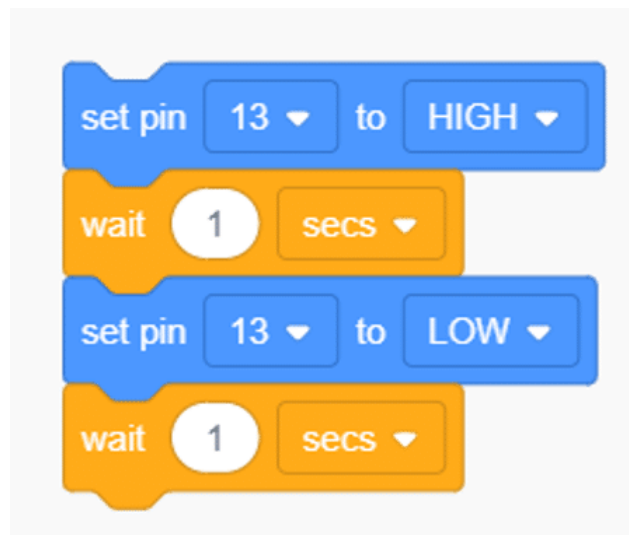 set pin 13 to HIGH
wait 1 secs
set pin 13 to LOW
wait 1 secs